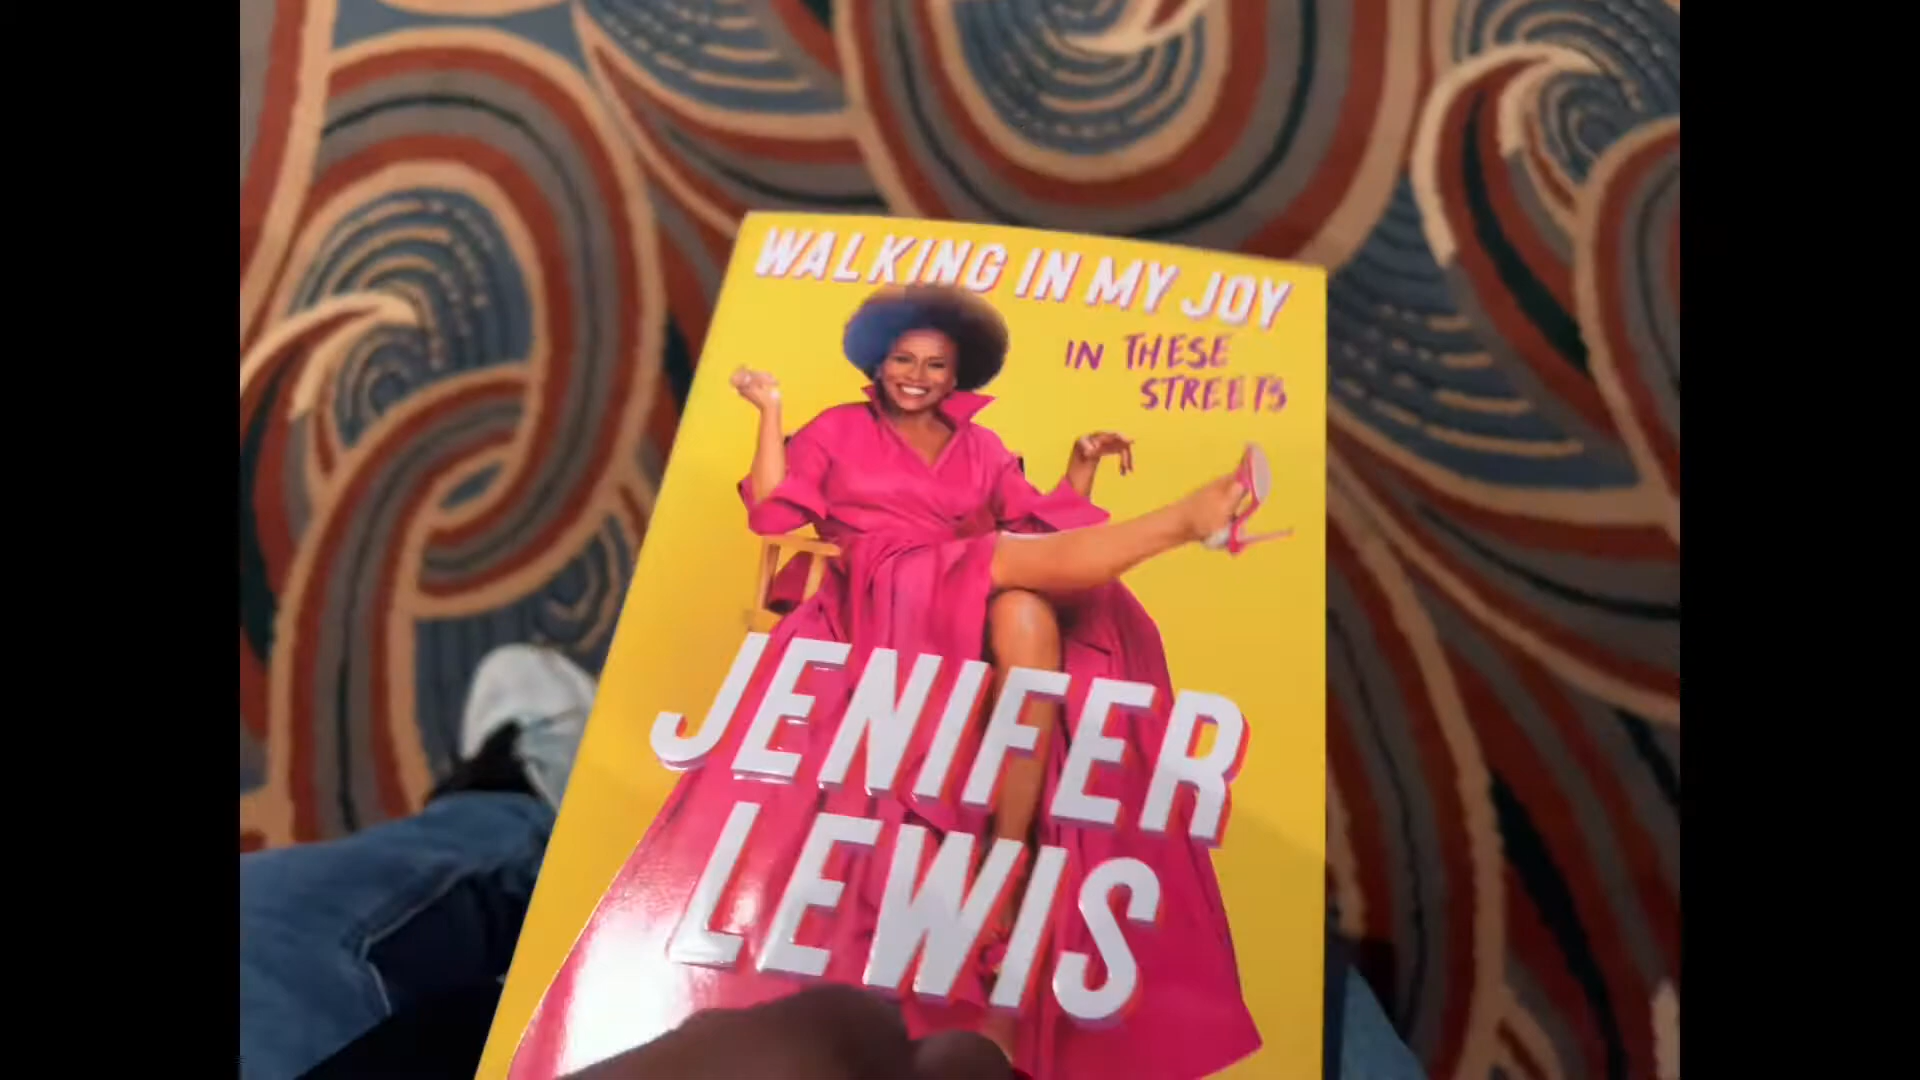 WALKING IN MY JOY
IN THESE
STREETS
JENIFER
LEWIS